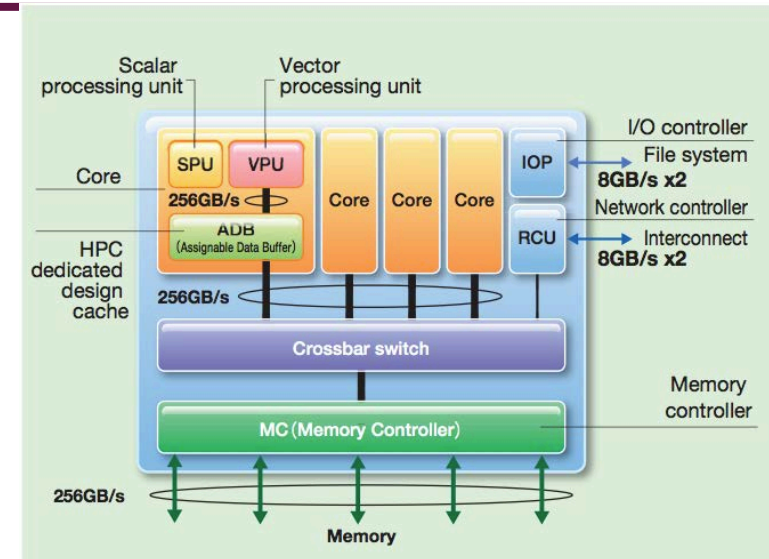 Scalar
processing unit
Vector
processing unit
I/O controller
SPU
VPU
IOP
File system
8GB/s x2
Core
256GB/s
Core
Core
Core
Network controller
ADB
(Assignable Data Buffer)
RCU
Interconnect
8GB/s x2
HPC
dedicated
design
cache
256GB/s
Crossbar switch
Memory
controller
MC (Memory Controller)
256GB/s
Memory